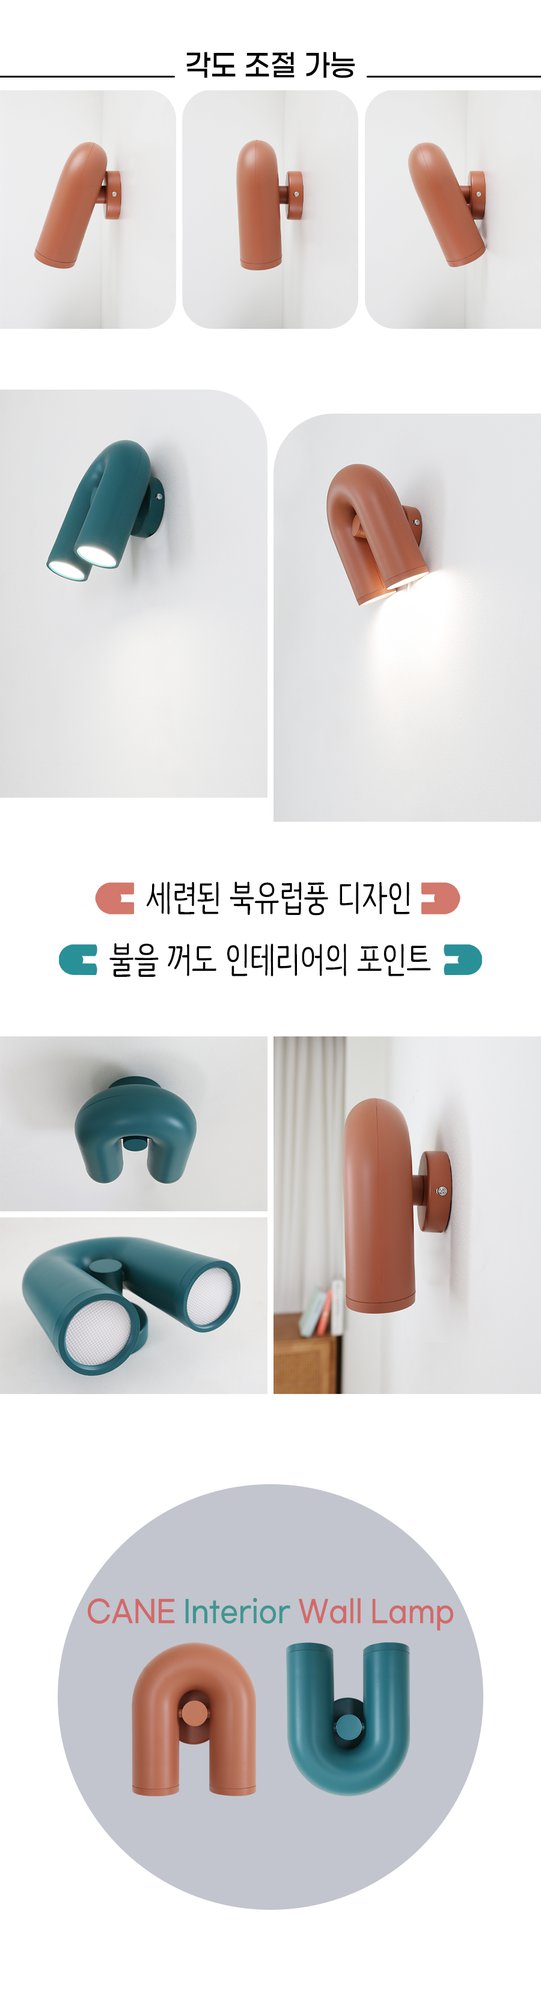 각도 조절 가능
세련된 북유럽풍 디자인
불을 꺼도 인테리어의 포인트
CANE Interior Wall Lamp